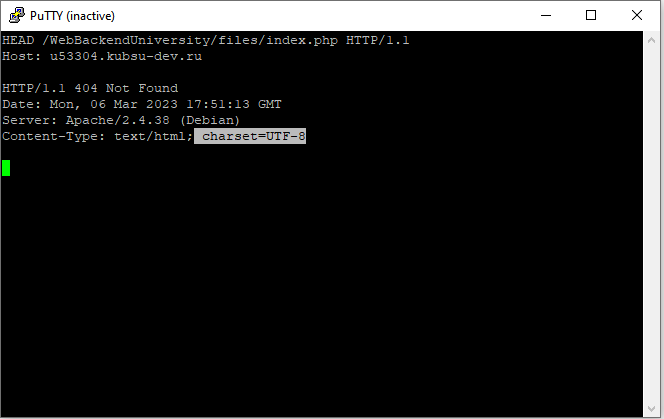 PuTTY (inactive)
HEAD /WebBackendUniversity/files/index.php HTTP/1.1
Host: u53304.kubsu-dev.ru
HTTP/1.1 404 Not Found
Date: Mon, 06 Mar 2023 17:51:13 GMT
Server: Apache/2.4.38 (Debian)
Content-Type: text/html; charset=UTF-8